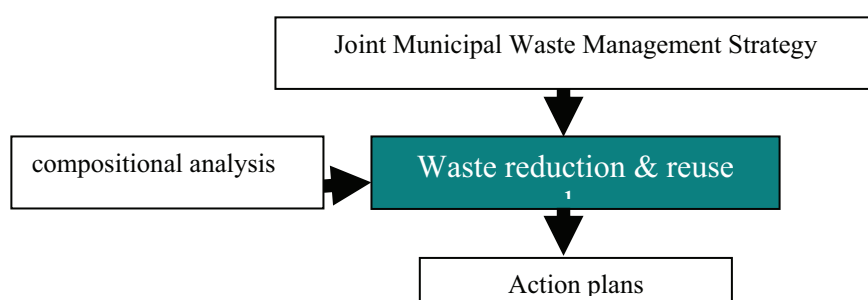 Joint Municipal Waste Management Strategy
compositional analysis
Waste reduction & reuse
Action plans